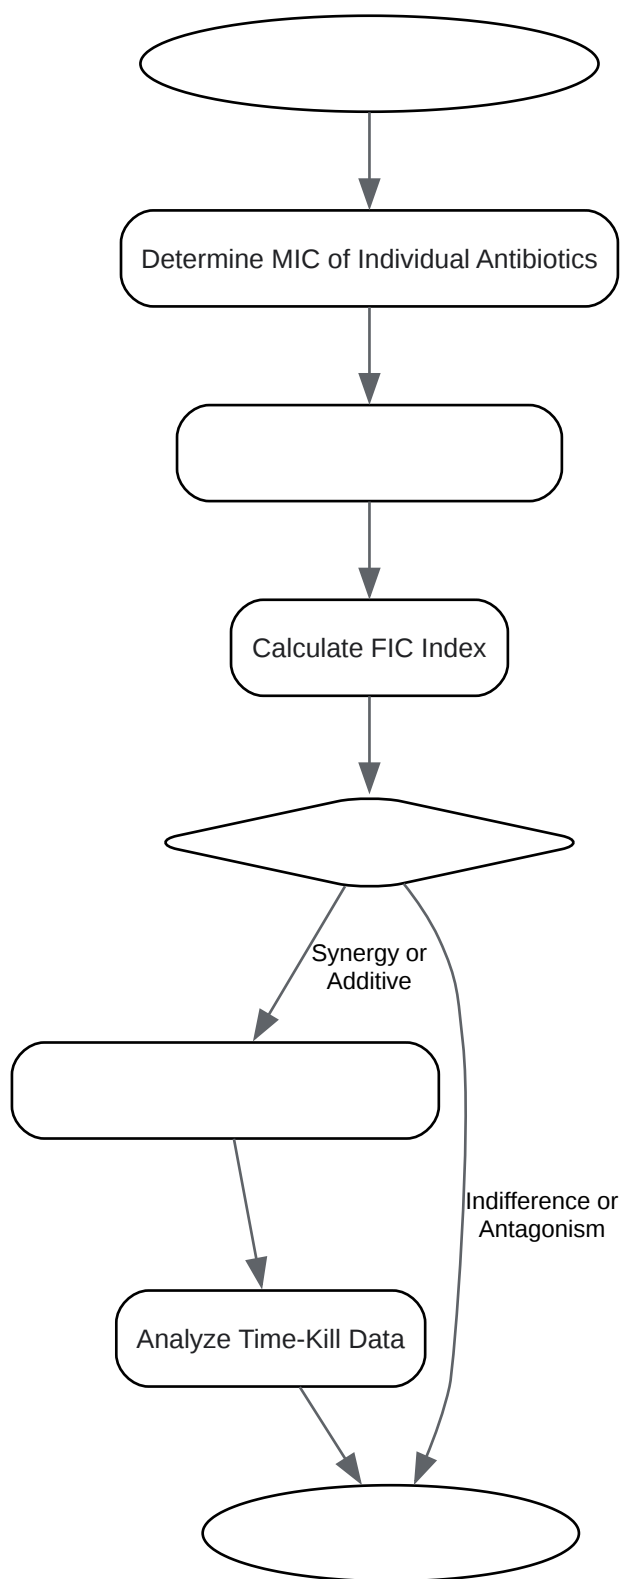 Determine MIC of Individual Antibiotics
Calculate FIC Index
Synergy or
Additive
Indifference or
Antagonism
Analyze Time-Kill Data